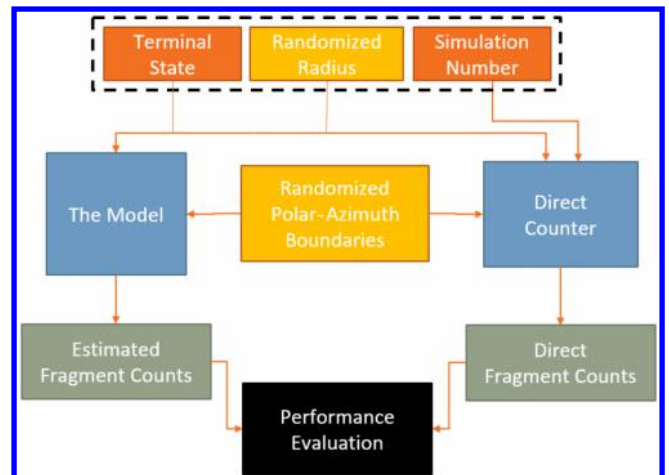 Terminal
State
Randomized
Radius
Simulation
Number
The Model
Randomized
Polar-Azimuth
Boundaries
Direct
Counter
Estimated
Fragment Counts
Direct
Fragment Counts
Performance
Evaluation